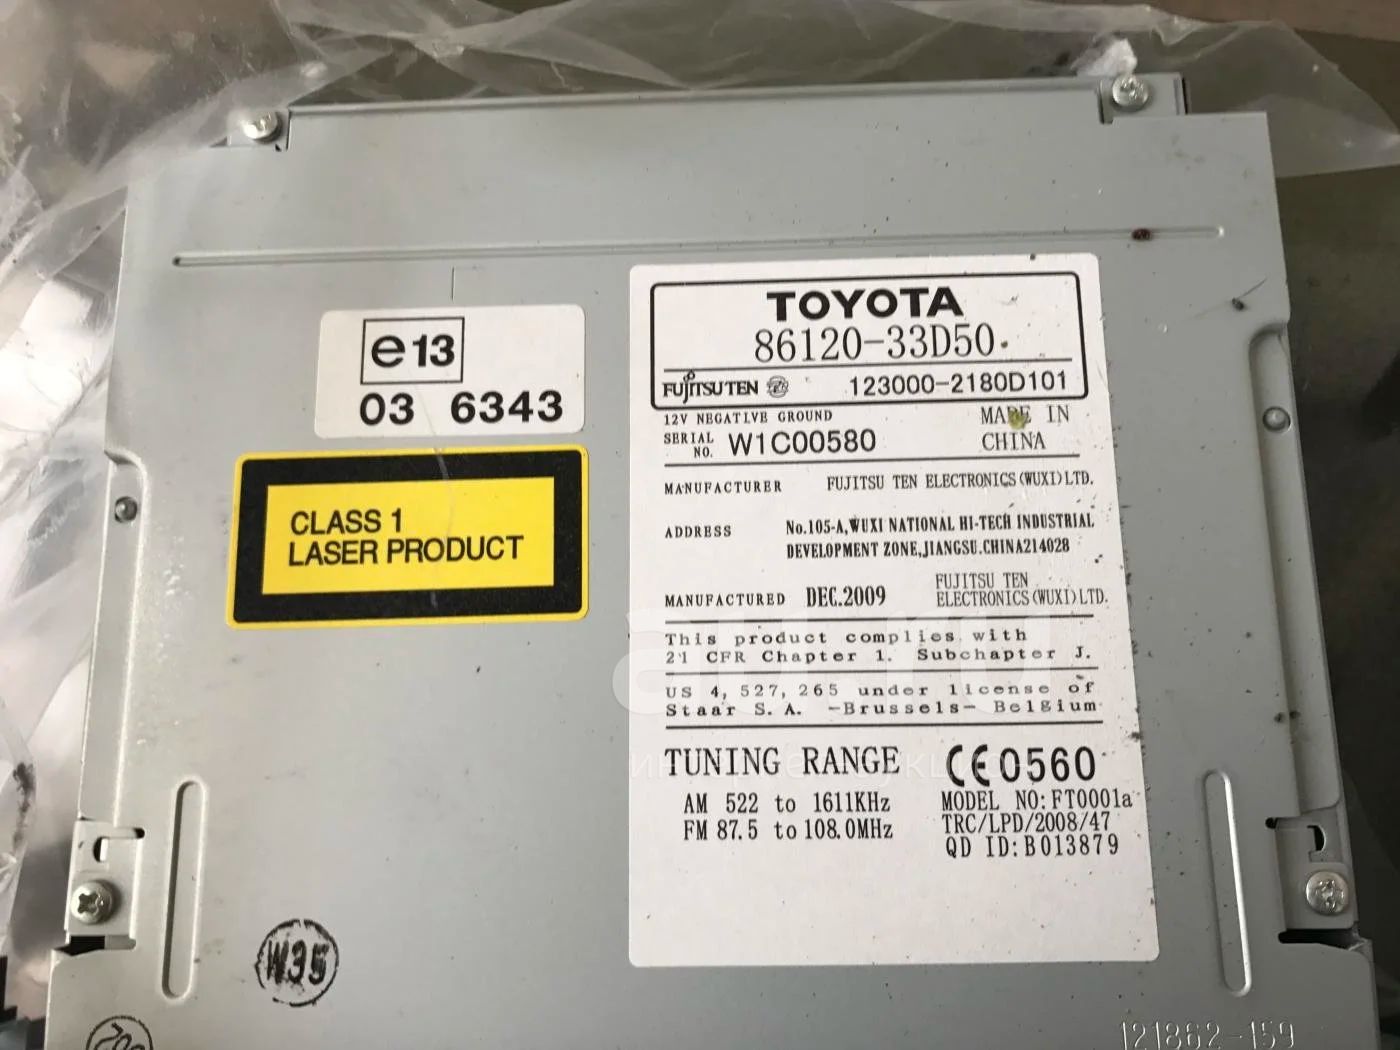 e13
03 6343
CLASS 1
LASER PRODUCT
TOYOTA
86120-33D50
FUJITSU TEN 123000-2180D101
12V NEGATIVE GROUND
SERIAL NO. W1C00580
MADE IN
CHINA
MANUFACTURER FUJITSU TEN ELECTRONICS(WUXI)LTD.
ADDRESS No.105-A,WUXI NATIONAL HI-TECH INDUSTRIAL
DEVELOPMENT ZONE,JIANGSU.CHINA214028
MANUFACTURED DEC.2009 FUJITSU TEN
ELECTRONICS(WUXI)LTD.
This product complies with
21 CFR Chapter 1. Subchapter J.
US 4,527,265 under license of
Staar S.A. -Brussels- Belgium
TUNING RANGE CE0560
AM 522 to 1611KHz
FM 87.5 to 108.0MHz
MODEL NO:FT0001a
TRC/LPD/2008/47
QD ID:B013879
W35
121862-159